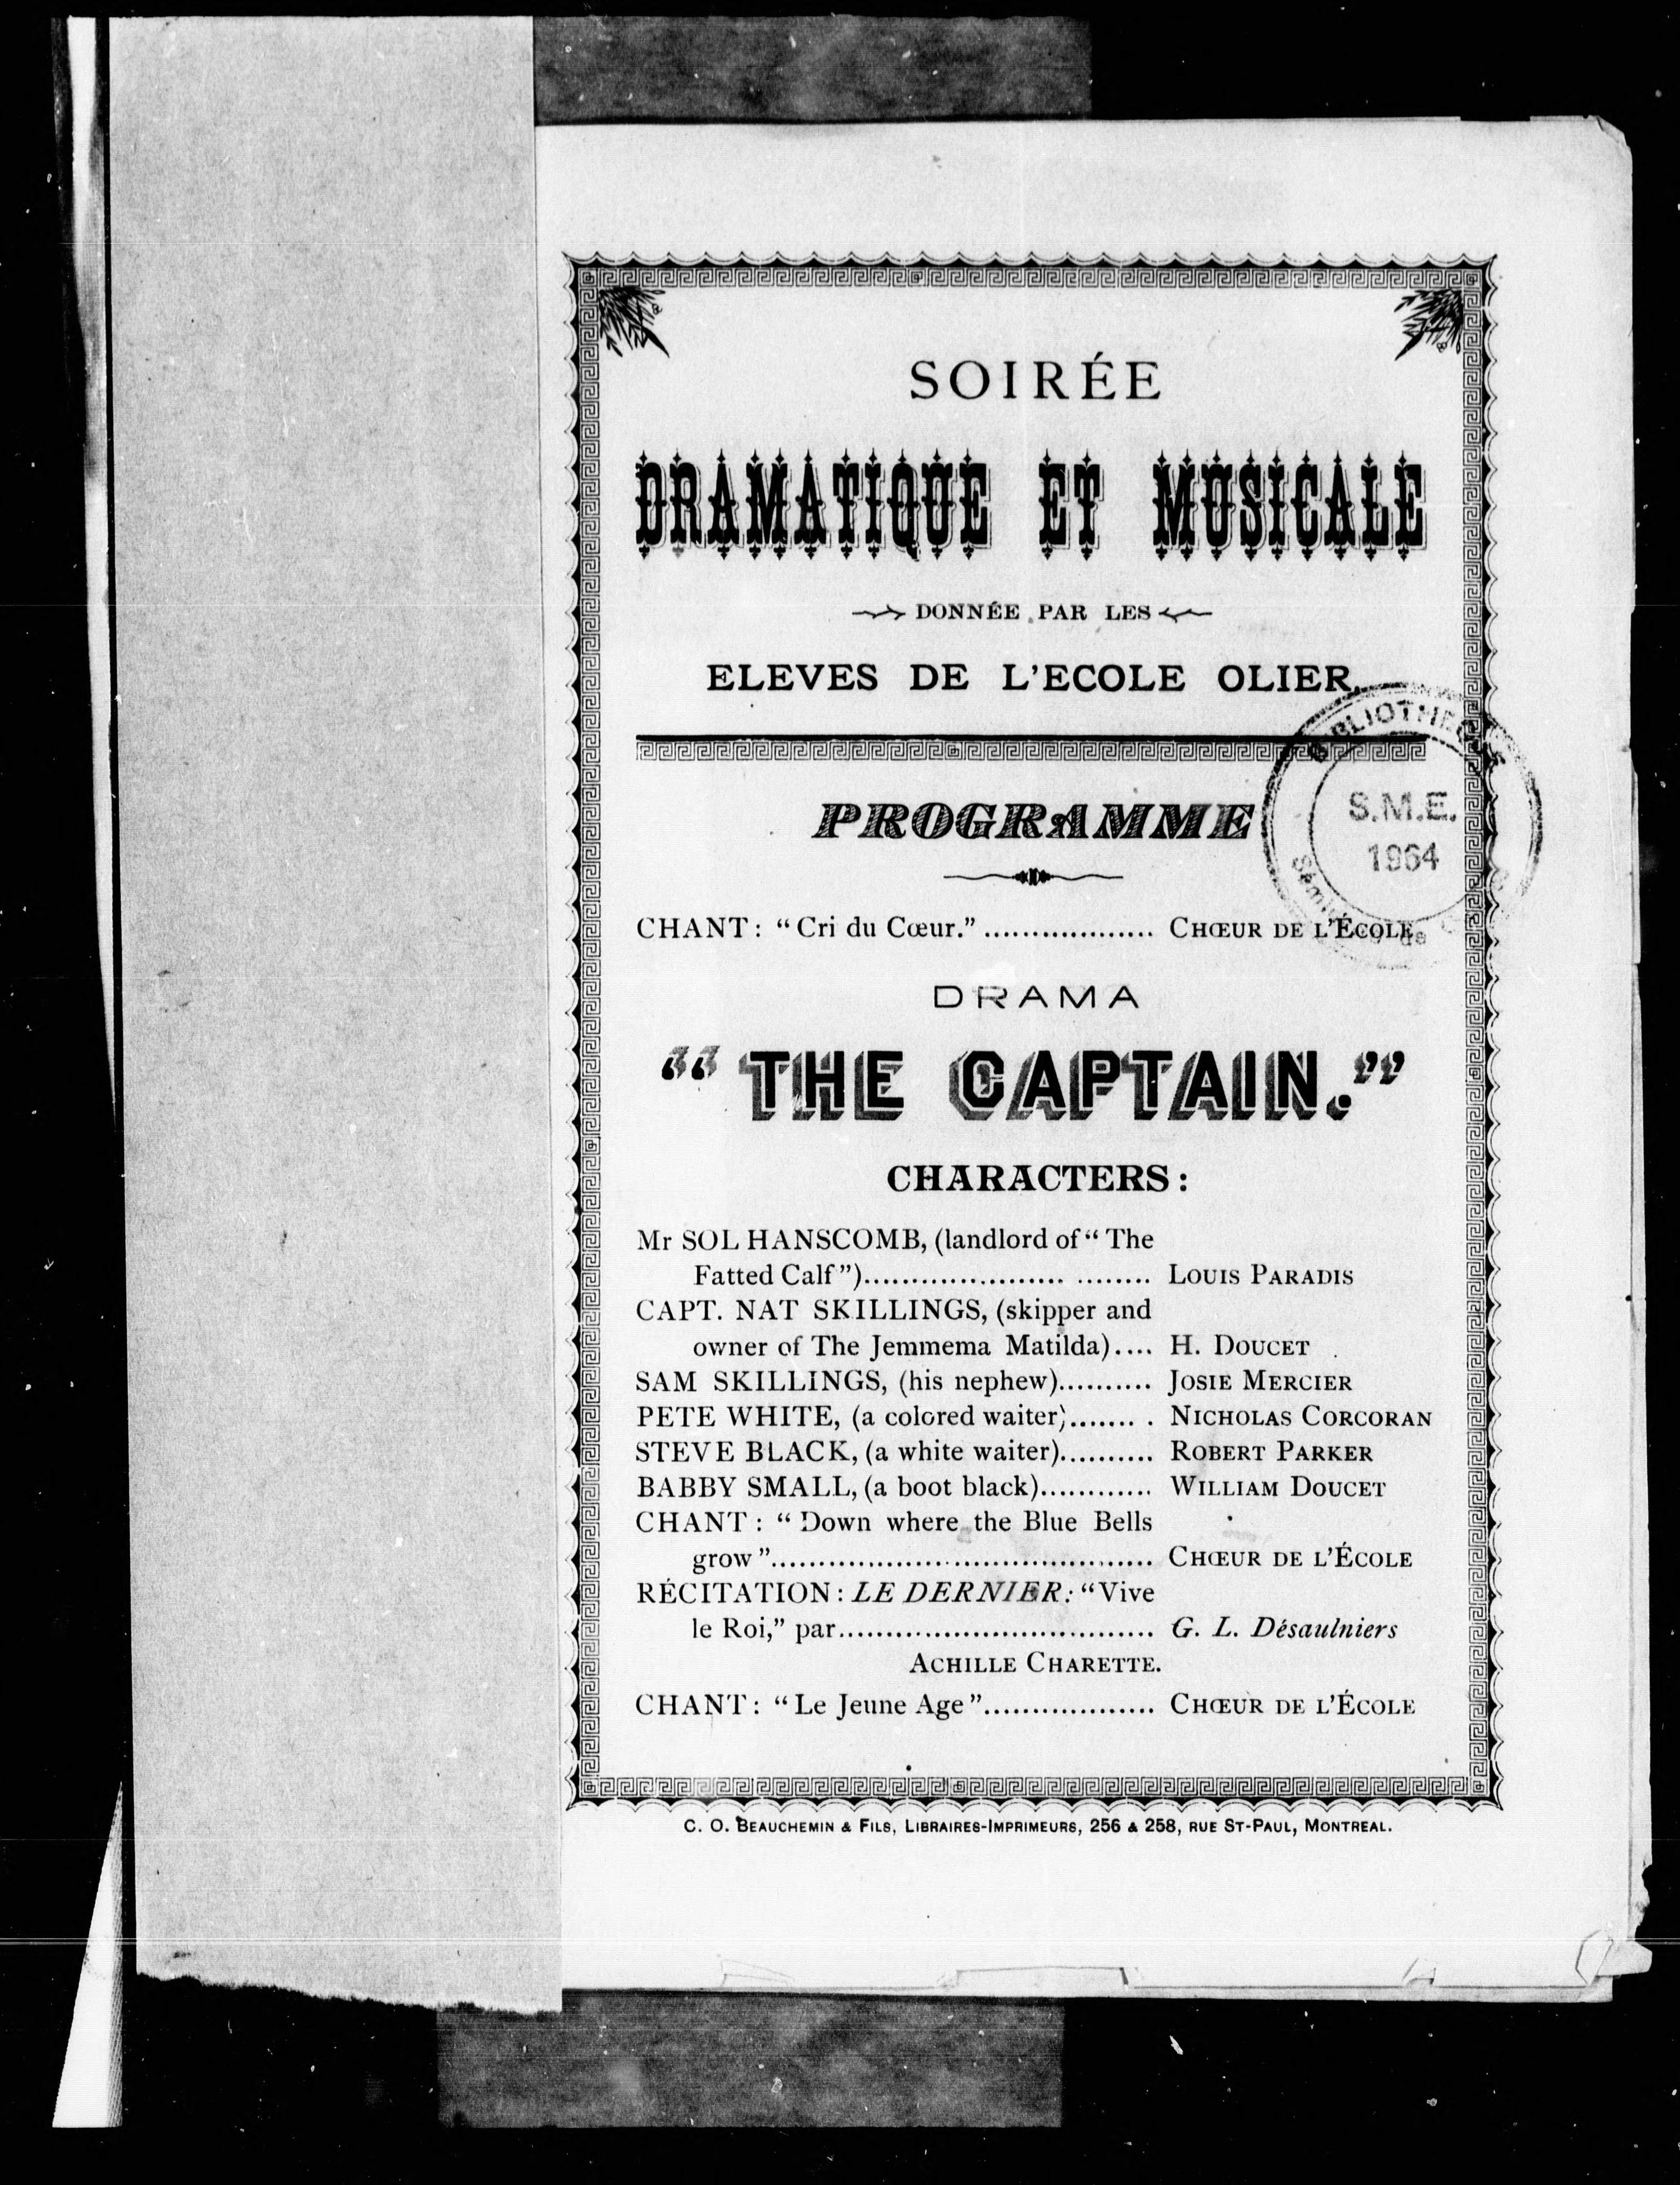 SOIRÉE
DRAMATIQUE ET MUSICALE
DONNÉE PAR LES
ELEVES DE L'ECOLE OLIER.
BIBLIOTHÈQUE
S.M.E.
1964
de
PROGRAMME
CHANT : “ Cri du Cœur.” .................. CHŒUR DE L'ÉCOLE
DRAMA
“ THE CAPTAIN.”
CHARACTERS :
Mr SOL HANSCOMB, (landlord of “ The
Fatted Calf ”)..................... ........ LOUIS PARADIS
CAPT. NAT SKILLINGS, (skipper and
owner of The Jemmema Matilda).... H. DOUCET
SAM SKILLINGS, (his nephew).......... JOSIE MERCIER
PETE WHITE, (a colored waiter)....... . NICHOLAS CORCORAN
STEVE BLACK, (a white waiter).......... ROBERT PARKER
BABBY SMALL, (a boot black)............ WILLIAM DOUCET
CHANT : “ Down where the Blue Bells
grow ”........................................ CHŒUR DE L'ÉCOLE
RÉCITATION : LE DERNIER : “Vive
le Roi,” par................................. G. L. Désaulniers
ACHILLE CHARETTE.
CHANT : “ Le Jeune Age ”.................. CHŒUR DE L'ÉCOLE
C. O. BEAUCHEMIN & FILS, LIBRAIRES-IMPRIMEURS, 256 & 258, RUE ST-PAUL, MONTREAL.